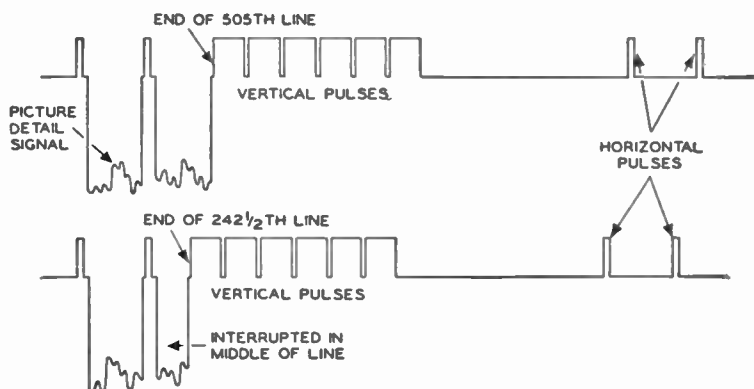 END OF 505TH LINE
VERTICAL PULSES
PICTURE
DETAIL
SIGNAL
HORIZONTAL
PULSES
END OF 242½TH LINE
VERTICAL PULSES
INTERRUPTED IN
MIDDLE OF LINE